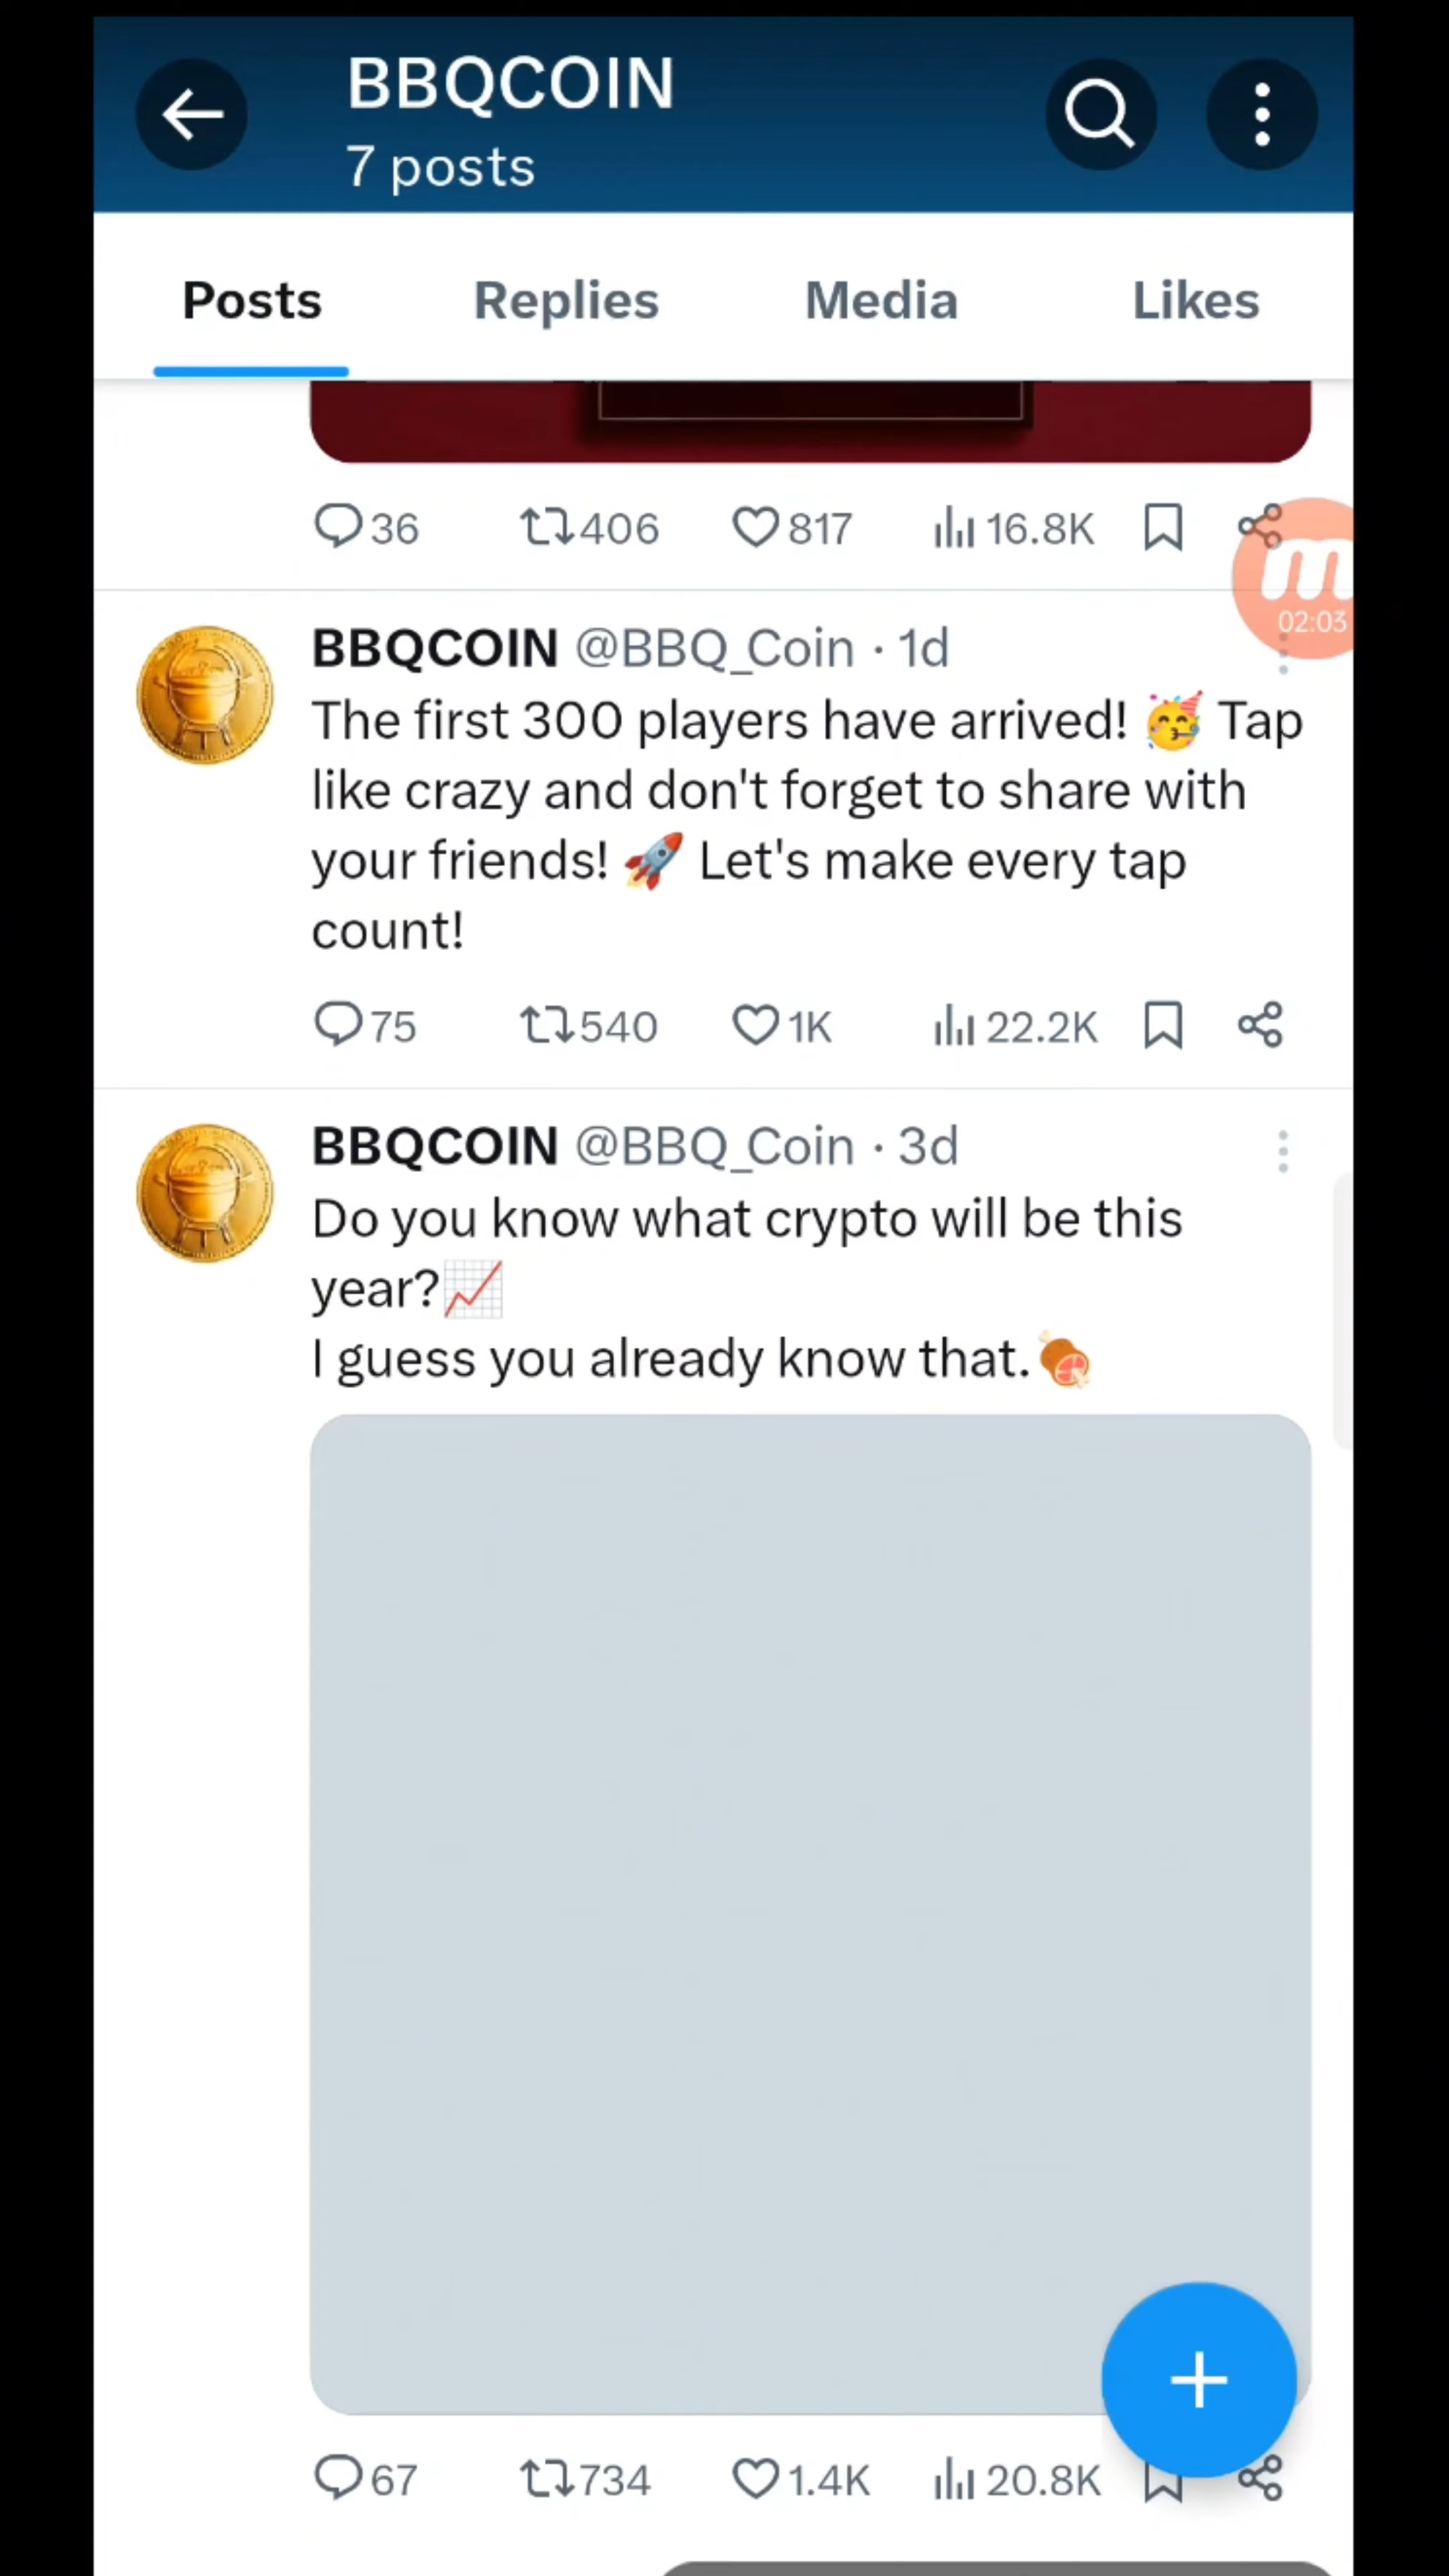 BBQCOIN
7 posts
Posts Replies Media Likes
36 406 817 16.8K
m
02:03
BBQCOIN @BBQ_Coin · 1d
The first 300 players have arrived! 🥳 Tap
like crazy and don't forget to share with
your friends! 🚀 Let's make every tap
count!
75 540 1K 22.2K
BBQCOIN @BBQ_Coin · 3d
Do you know what crypto will be this
year?📈
I guess you already know that.🍖
67 734 1.4K 20.8K